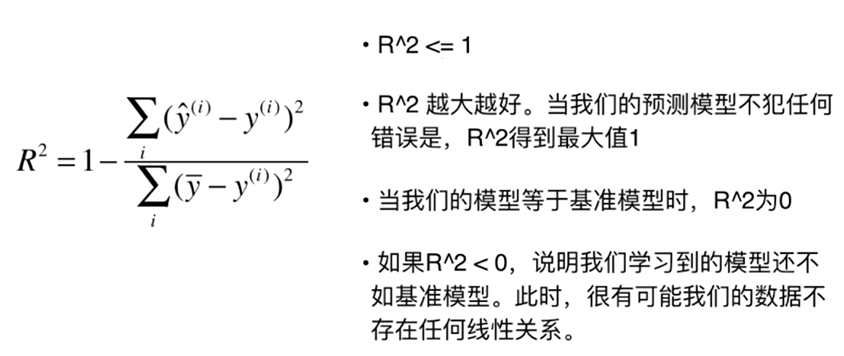 R² = 1 - \frac{\sum_i (\hat{y}^{(i)} - y^{(i)})^2}{\sum_i (\bar{y} - y^{(i)})^2}
• R^2 <= 1
• R^2 越大越好。当我们的预测模型不犯任何
错误是，R^2得到最大值1
• 当我们的模型等于基准模型时，R^2为0
• 如果R^2 < 0，说明我们学习到的模型还不
如基准模型。此时，很有可能我们的数据不
存在任何线性关系。